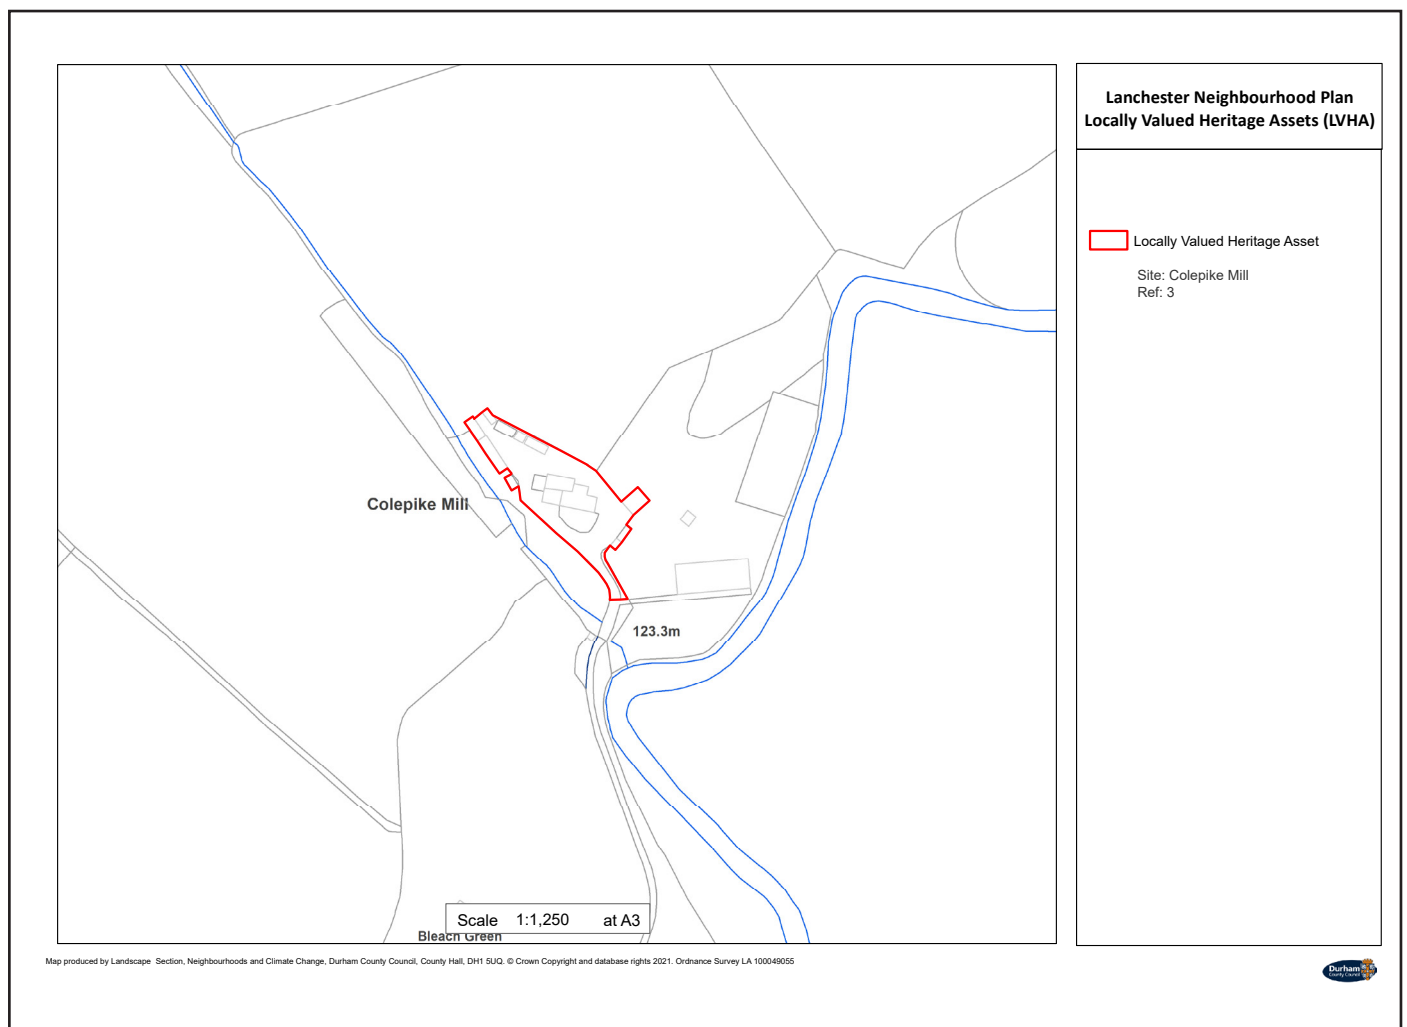 Lanchester Neighbourhood Plan
Locally Valued Heritage Assets (LVHA)
Locally Valued Heritage Asset
Site: Colepike Mill
Ref: 3
Colepike Mill
123.3m
Scale 1:1,250 at A3
Bleach Green
Map produced by Landscape Section, Neighbourhoods and Climate Change, Durham County Council, County Hall, DH1 5UQ. © Crown Copyright and database rights 2021. Ordnance Survey LA 100049055
Durham
County Council